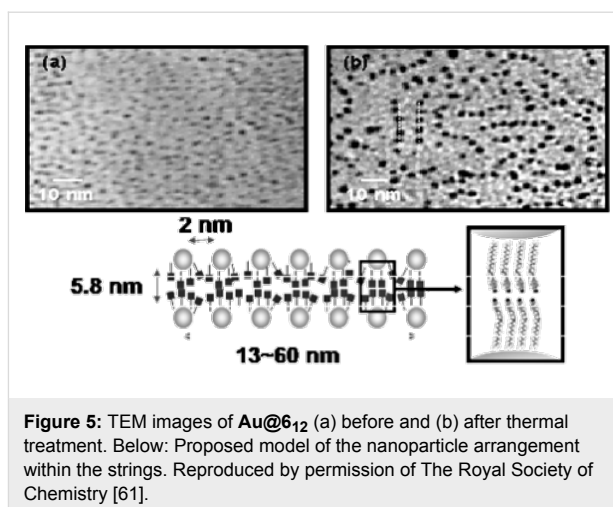 (a)
(b)
10 nm
10 nm
2 nm
5.8 nm
13~60 nm
Figure 5: TEM images of Au@6₁₂ (a) before and (b) after thermal
treatment. Below: Proposed model of the nanoparticle arrangement
within the strings. Reproduced by permission of The Royal Society of
Chemistry [61].